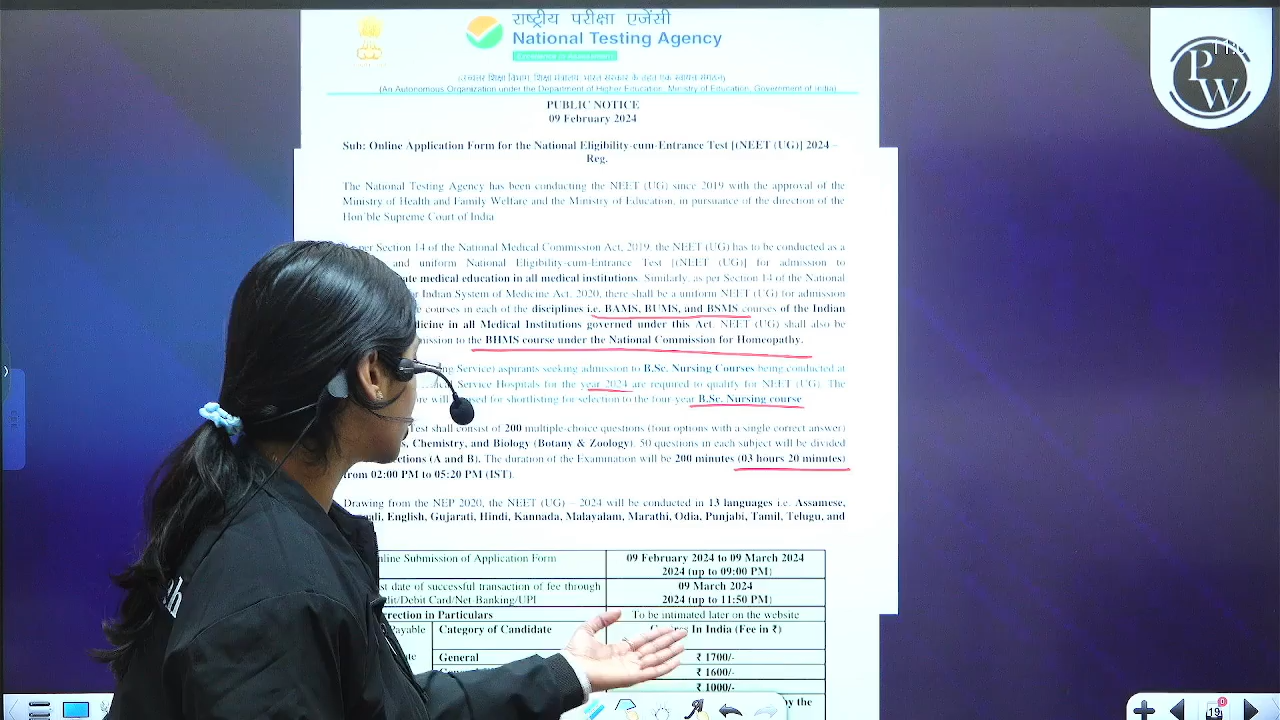 राष्ट्रीय परीक्षा एजेंसी
National Testing Agency
Excellence in Assessment
(An Autonomous Organization under the Department of Higher Education, Ministry of Education, Government of India)
PUBLIC NOTICE
09 February 2024
Sub: Online Application Form for the National Eligibility-cum-Entrance Test [(NEET (UG)] 2024 –
Reg.
The National Testing Agency has been conducting the NEET (UG) since 2019 with the approval of the
Ministry of Health and Family Welfare and the Ministry of Education, in pursuance of the direction of the
Hon'ble Supreme Court of India
per Section 14 of the National Medical Commission Act, 2019, the NEET (UG) has to be conducted as a
and uniform National Eligibility-cum-Entrance Test [(NEET (UG)] for admission to
medical education in all medical institutions. Similarly, as per Section 14 of the National
Indian System of Medicine Act, 2020, there shall be a uniform NEET (UG) for admission
courses in each of the disciplines i.e. BAMS, BUMS, and BSMS courses of the Indian
in all Medical Institutions governed under this Act. NEET (UG) shall also be
to the BHMS course under the National Commission for Homeopathy.
Service) aspirants seeking admission to B.Sc. Nursing Courses being conducted at
Service Hospitals for the year 2024 are required to qualify for NEET (UG). The
will for shortlisting for selection to the four-year B.Sc. Nursing course
Test shall consist of 200 multiple-choice questions (four options with a single correct answer)
Chemistry, and Biology (Botany & Zoology). 50 questions in each subject will be divided
(A and B). The duration of the Examination will be 200 minutes (03 hours 20 minutes)
from 02:00 PM to 05:20 PM (IST).
Drawing from the NEP 2020, the NEET (UG) – 2024 will be conducted in 13 languages i.e. Assamese,
English, Gujarati, Hindi, Kannada, Malayalam, Marathi, Odia, Punjabi, Tamil, Telugu, and
Submission of Application Form
09 February 2024 to 09 March 2024
2024 (up to 09:00 PM)
date of successful transaction of fee through
09 March 2024
Card/Net-Banking/UPI
2024 (up to 11:50 PM)
in Particulars
To be intimated later on the website
Payable
Category of Candidate
In India (Fee in ₹)
General
₹ 1700/-
₹ 1600/-
₹ 1000/-
by the
PW
19